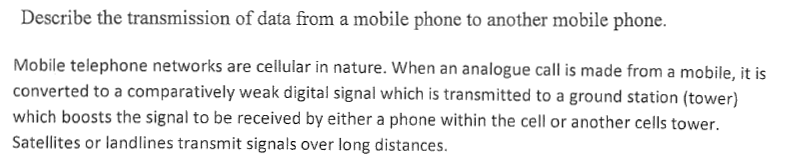 Describe the transmission of data from a mobile phone to another mobile phone.
Mobile telephone networks are cellular in nature. When an analogue call is made from a mobile, it is
converted to a comparatively weak digital signal which is transmitted to a ground station (tower)
which boosts the signal to be received by either a phone within the cell or another cells tower.
Satellites or landlines transmit signals over long distances.